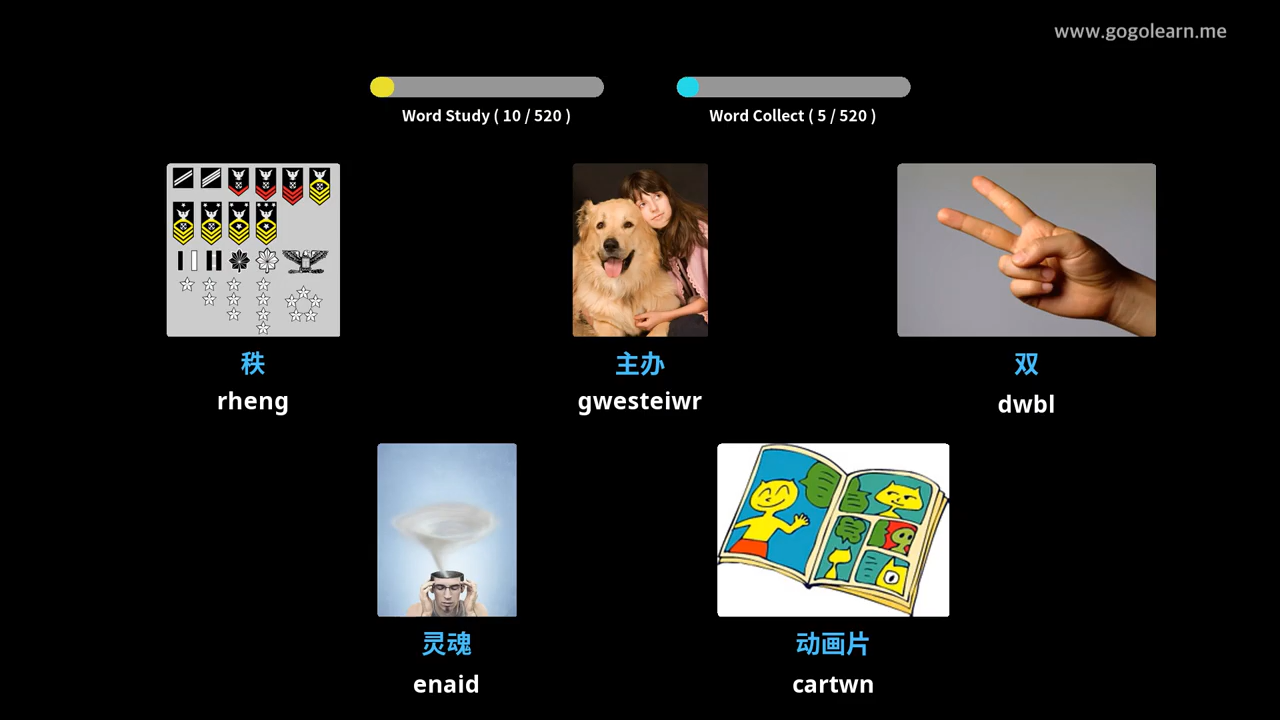 www.gogolearn.me
Word Study ( 10 / 520 )
Word Collect ( 5 / 520 )
秩
rheng
主办
gwesteiwr
双
dwbl
灵魂
enaid
动画片
cartwn